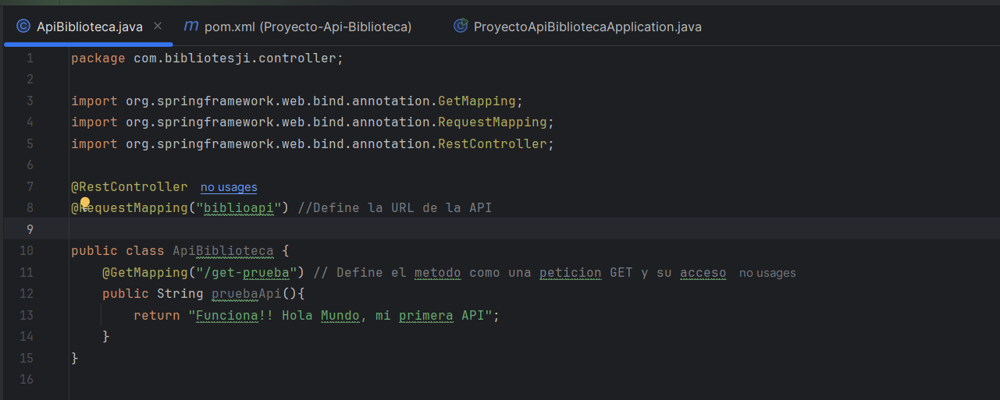 ApiBiblioteca.java × m pom.xml (Proyecto-Api-Biblioteca) ProyectoApiBibliotecaApplication.java
1 package com.bibliotesji.controller;
2
3 import org.springframework.web.bind.annotation.GetMapping;
4 import org.springframework.web.bind.annotation.RequestMapping;
5 import org.springframework.web.bind.annotation.RestController;
6
7 @RestController no usages
8 @RequestMapping("biblioapi") //Define la URL de la API
9
10 public class ApiBiblioteca {
11 @GetMapping("/get-prueba") // Define el metodo como una peticion GET y su acceso no usages
12 public String pruebaApi(){
13 return "Funciona!! Hola Mundo, mi primera API";
14 }
15 }
16